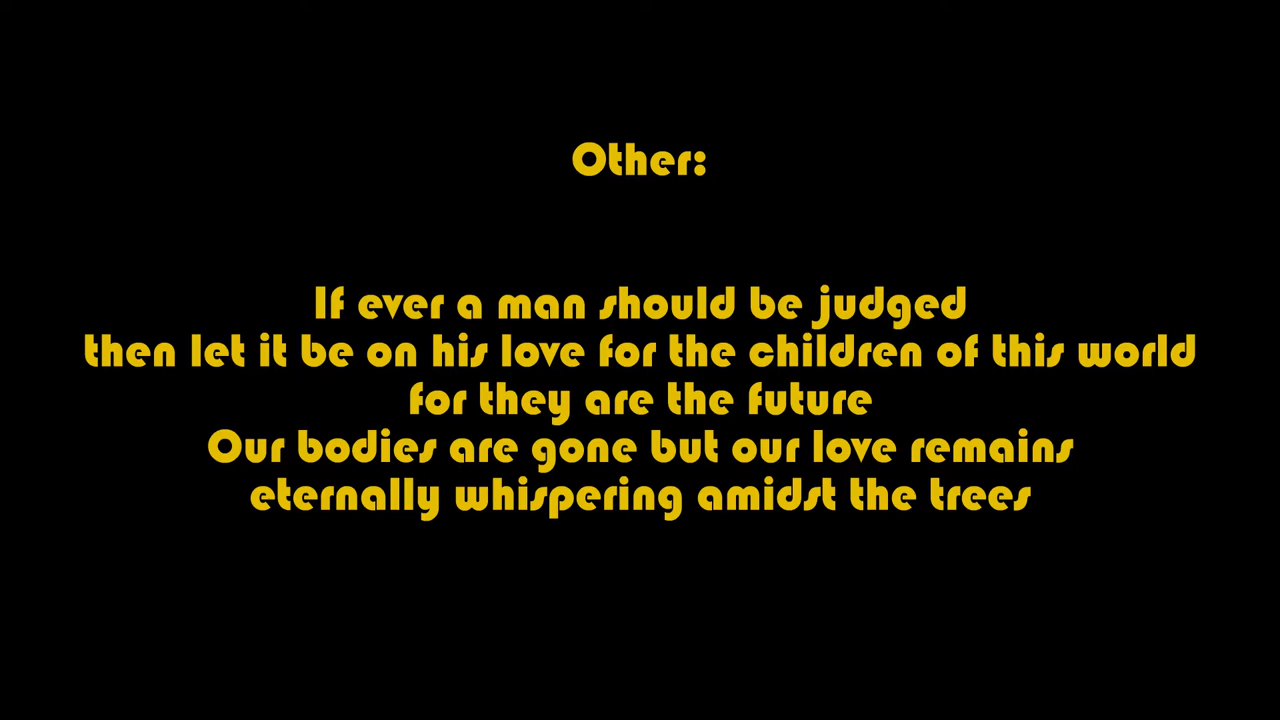 Other:
If ever a man should be judged
then let it be on his love for the children of this world
for they are the future
Our bodies are gone but our love remains
eternally whispering amidst the trees